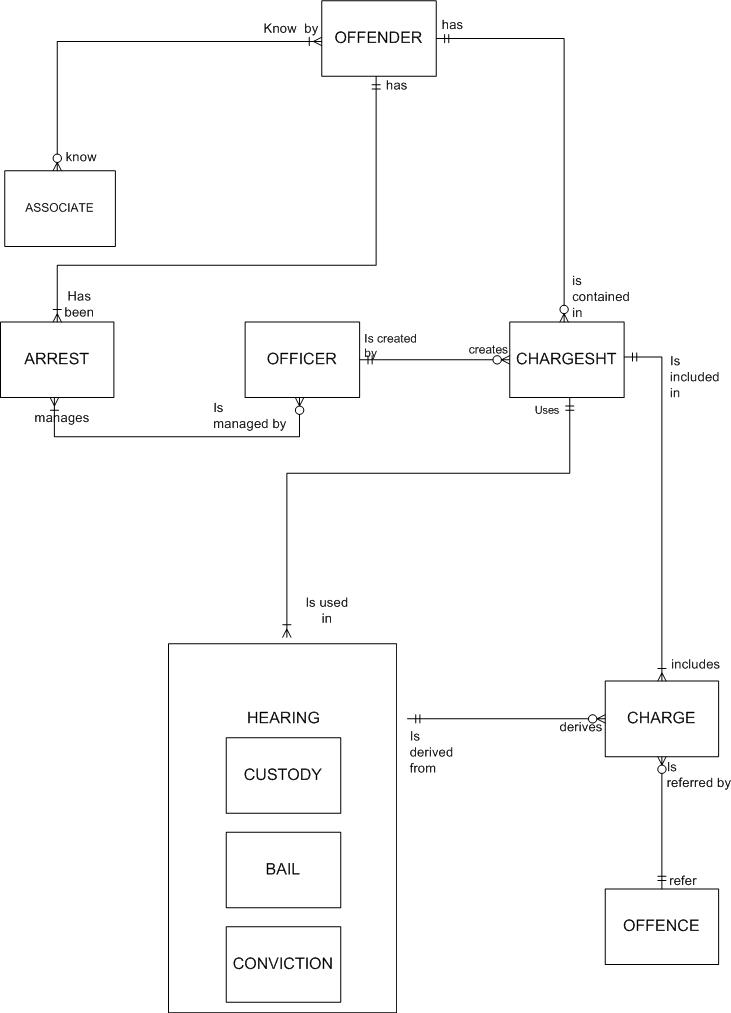 Know by
OFFENDER
has
has
know
ASSOCIATE
is
contained
in
Has
been
ARREST
OFFICER
Is created
by
creates
CHARGESHT
Is
included
in
manages
Is
managed by
Uses
Is used
in
includes
HEARING
CHARGE
derives
Is
derived
from
CUSTODY
Is
referred by
BAIL
refer
OFFENCE
CONVICTION